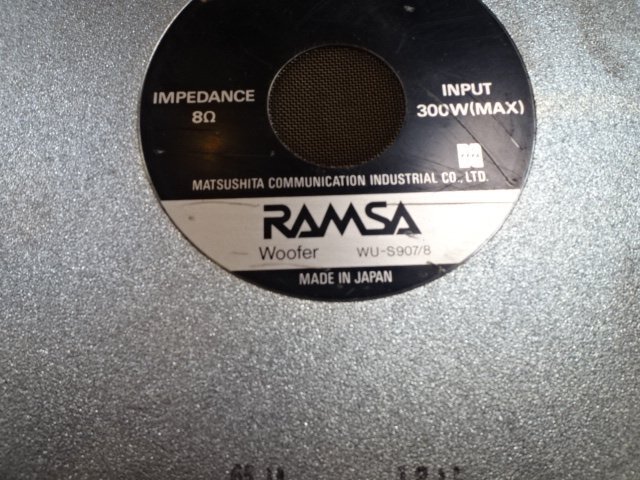 IMPEDANCE
8Ω
INPUT
300W(MAX)
MATSUSHITA COMMUNICATION INDUSTRIAL CO., LTD.
RAMSA
Woofer WU-S907/8
MADE IN JAPAN